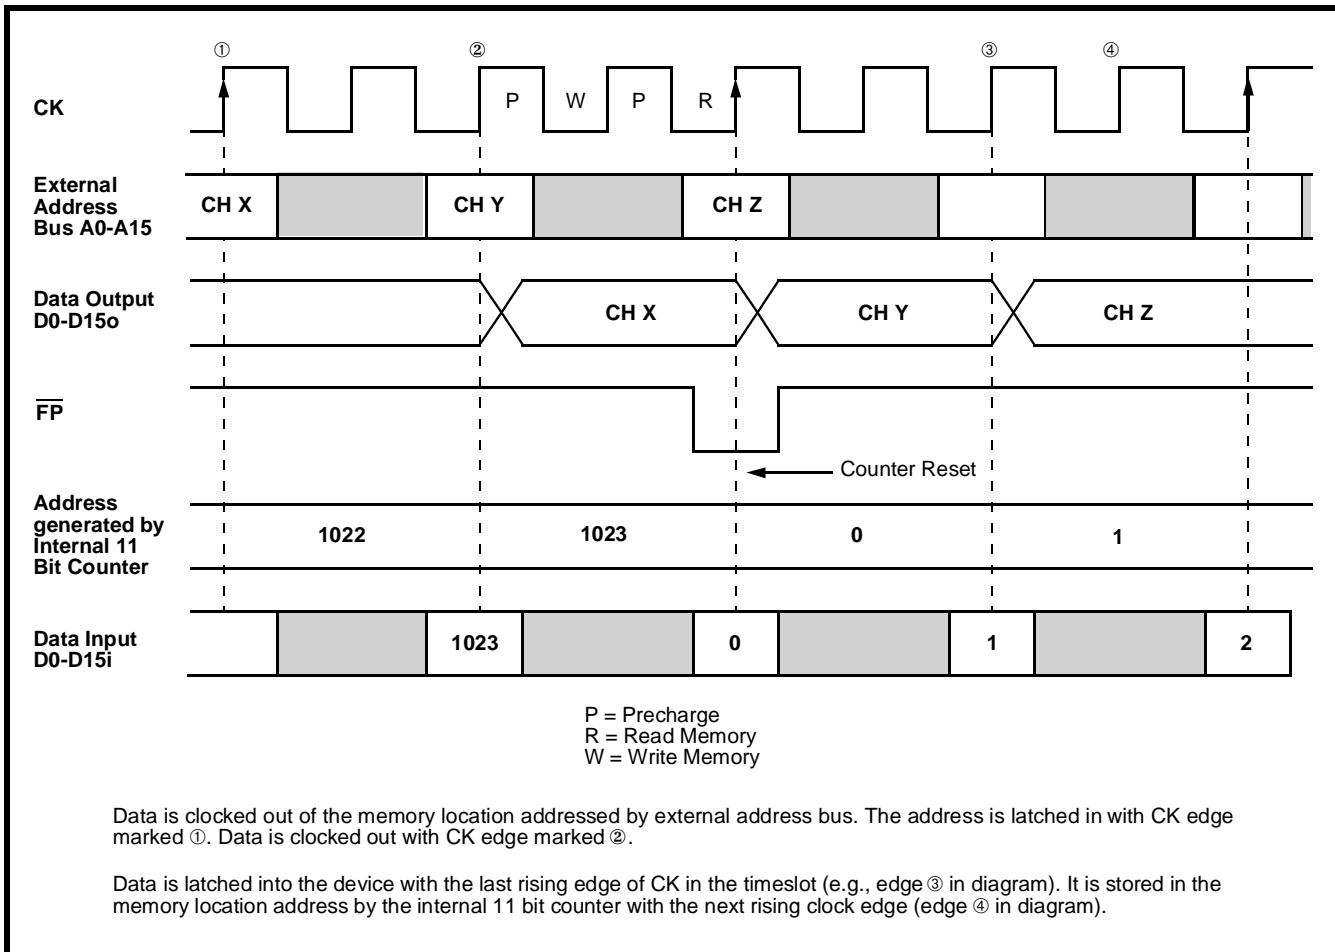 ① ② ③ ④
CK
P W P R
External
Address
Bus A0-A15
CH X CH Y CH Z
Data Output
D0-D15o
CH X CH Y CH Z
FP
Counter Reset
Address
generated by
Internal 11
Bit Counter
1022 1023 0 1
Data Input
D0-D15i
1023 0 1 2
P = Precharge
R = Read Memory
W = Write Memory
Data is clocked out of the memory location addressed by external address bus. The address is latched in with CK edge
marked ①. Data is clocked out with CK edge marked ②.
Data is latched into the device with the last rising edge of CK in the timeslot (e.g., edge ③ in diagram). It is stored in the
memory location address by the internal 11 bit counter with the next rising clock edge (edge ④ in diagram).